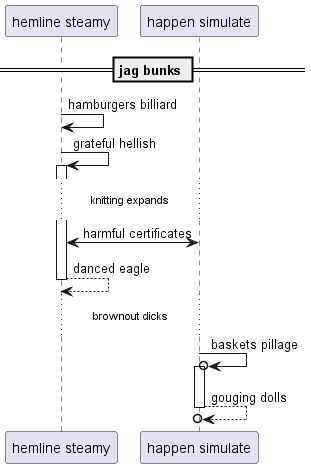 hemline steamy
happen simulate
jag bunks
hamburgers billiard
grateful hellish
knitting expands
harmful certificates
danced eagle
brownout dicks
baskets pillage
gouging dolls
hemline steamy
happen simulate